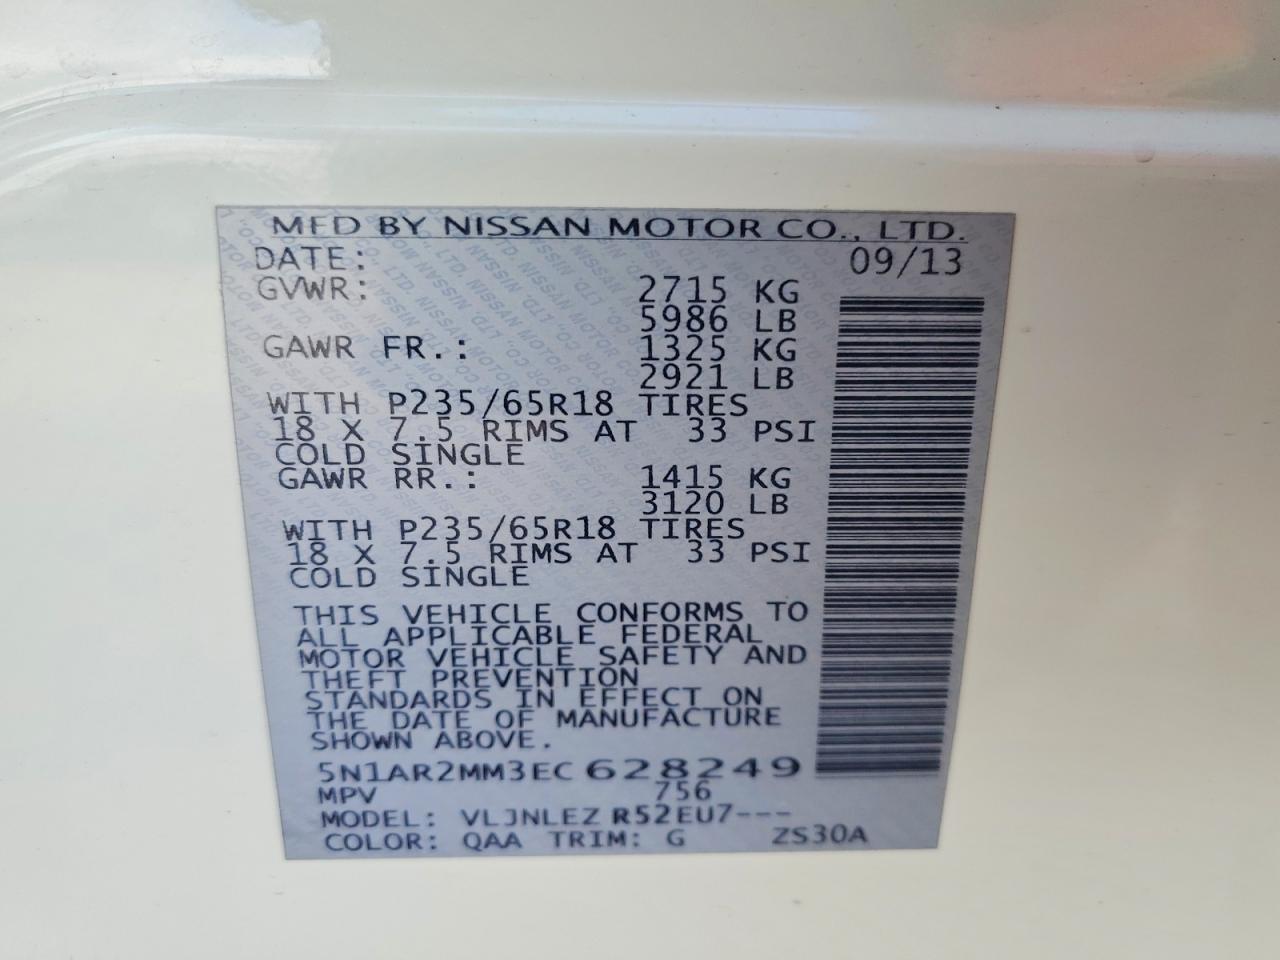 MFD BY NISSAN MOTOR CO., LTD.
DATE: 09/13
GVWR: 2715 KG
5986 LB
GAWR FR.: 1325 KG
2921 LB
WITH P235/65R18 TIRES
18 X 7.5 RIMS AT 33 PSI
COLD SINGLE
GAWR RR.: 1415 KG
3120 LB
WITH P235/65R18 TIRES
18 X 7.5 RIMS AT 33 PSI
COLD SINGLE
THIS VEHICLE CONFORMS TO
ALL APPLICABLE FEDERAL
MOTOR VEHICLE SAFETY AND
THEFT PREVENTION
STANDARDS IN EFFECT ON
THE DATE OF MANUFACTURE
SHOWN ABOVE.
5N1AR2MM3EC628249
MPV 756
MODEL: VLJNLEZ R52EU7---
COLOR: QAA TRIM: G ZS30A